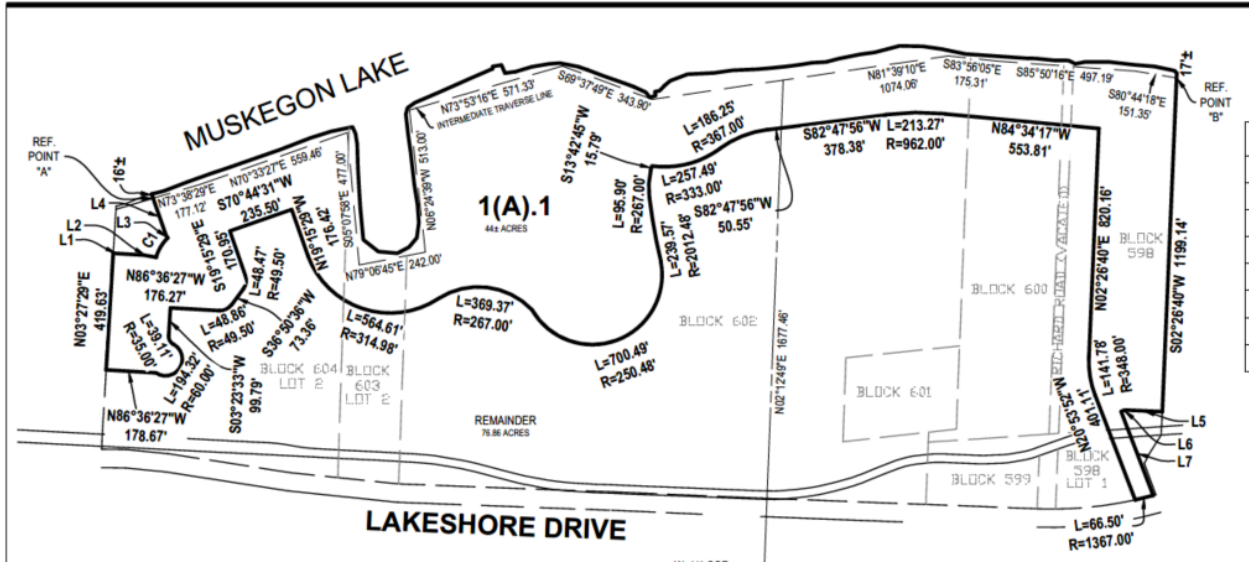 MUSKEGON LAKE
REF.
POINT
"A"
16'±
L4
L3
L2
L1
C1
N73°38'29"E
177.12'
N70°33'27"E 559.46'
S70°44'31"W
235.50'
S19°15'29"E
170.95'
N19°15'29"W
176.42'
S05°07'58"E 477.00'
N79°06'45"E 242.00'
N06°24'39"W 513.00'
N73°53'16"E 571.33'
INTERMEDIATE TRAVERSE LINE
S69°37'49"E 343.90'
1(A).1
44± ACRES
S13°42'45"W
15.79'
L=186.25'
R=367.00'
L=257.49'
R=333.00'
S82°47'56"W
50.55'
L=95.90'
R=267.00'
L=239.57'
R=2012.48'
S82°47'56"W
378.38'
L=213.27'
R=962.00'
N84°34'17"W
553.81'
N81°39'10"E
1074.06'
S83°56'05"E
175.31'
S85°50'16"E 497.19'
S80°44'18"E
151.35'
17'±
REF.
POINT
"B"
N03°27'29"E
419.63'
N86°36'27"W
176.27'
L=48.47'
R=49.50'
L=48.86'
R=49.50'
S36°50'36"W
73.36'
L=39.11'
R=35.00'
L=194.32'
R=60.00'
S03°23'33"W
99.79'
N86°36'27"W
178.67'
L=564.61'
R=314.98'
L=369.37'
R=267.00'
L=700.49'
R=250.48'
BLOCK 604
LOT 2
BLOCK
603
LOT 2
REMAINDER
76.86 ACRES
BLOCK 602
N02°12'49"E 1677.46'
BLOCK 601
BLOCK 600
RICHARD ROAD (VACATED)
BLOCK
598
N02°26'40"E 820.16'
S02°26'40"W 1199.14'
L=141.78'
R=348.00'
N20°53'52"W
401.11'
L5
L6
L7
BLOCK 599
BLOCK
598
LOT 1
L=66.50'
R=1367.00'
LAKESHORE DRIVE